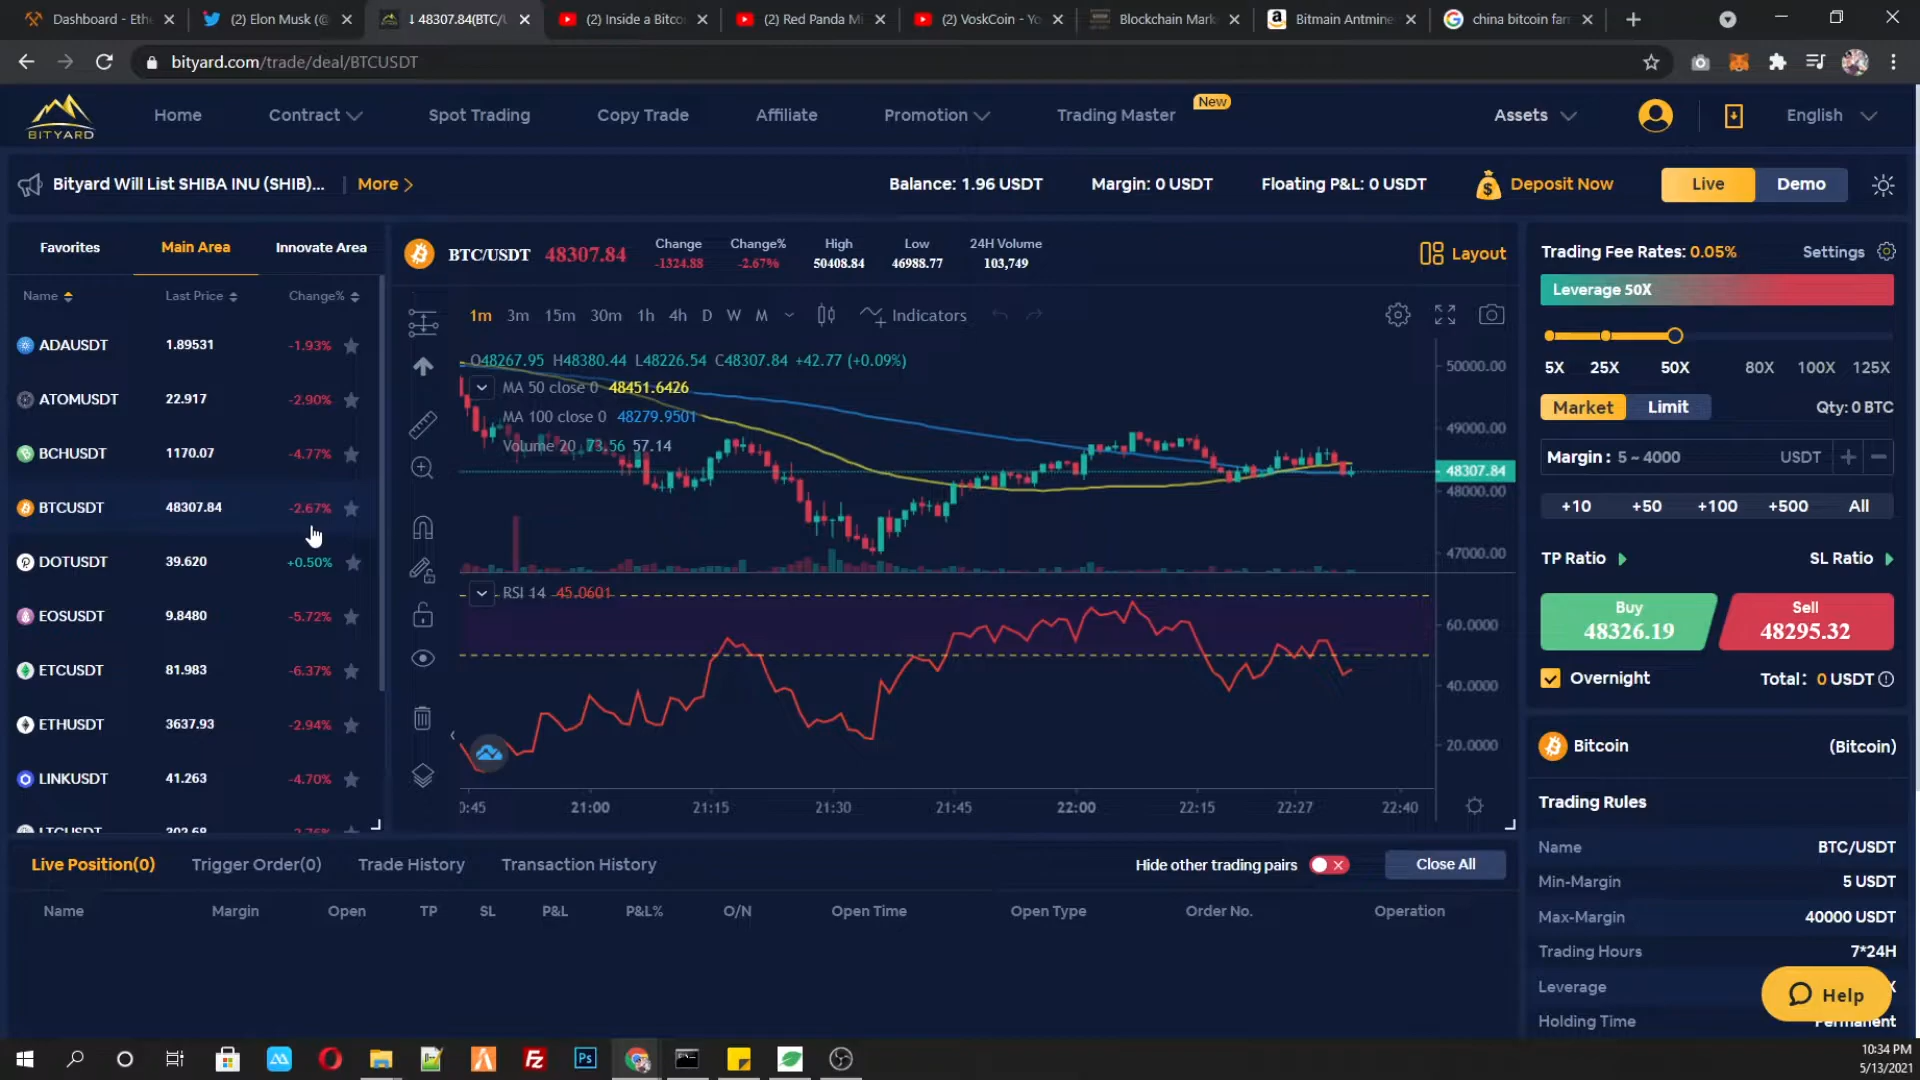 Dashboard - Ethe
(2) Elon Musk (@
↓ 48307.84(BTC/U
(2) Inside a Bitco
(2) Red Panda Mi
(2) VoskCoin - Yo
Blockchain Mark
Bitmain Antmine
china bitcoin far
bityard.com/trade/deal/BTCUSDT
BITYARD
Home
Contract
Spot Trading
Copy Trade
Affiliate
Promotion
Trading Master
New
Assets
English
Bityard Will List SHIBA INU (SHIB)...
More >
Balance: 1.96 USDT
Margin: 0 USDT
Floating P&L: 0 USDT
Deposit Now
Live
Demo
Favorites
Main Area
Innovate Area
Name
Last Price
Change%
ADAUSDT 1.89531 -1.93%
ATOMUSDT 22.917 -2.90%
BCHUSDT 1170.07 -4.77%
BTCUSDT 48307.84 -2.67%
DOTUSDT 39.620 +0.50%
EOSUSDT 9.8480 -5.72%
ETCUSDT 81.983 -6.37%
ETHUSDT 3637.93 -2.94%
LINKUSDT 41.263 -4.70%
BTC/USDT 48307.84
Change
-1324.88
Change%
-2.67%
High
50408.84
Low
46988.77
24H Volume
103,749
Layout
1m 3m 15m 30m 1h 4h D W M
Indicators
O48267.95 H48380.44 L48226.54 C48307.84 +42.77 (+0.09%)
MA 50 close 0 48451.6426
MA 100 close 0 48279.9501
Volume 20 73.56 57.14
50000.00
49000.00
48307.84
48000.00
47000.00
RSI 14 45.0601
60.0000
40.0000
20.0000
0:45 21:00 21:15 21:30 21:45 22:00 22:15 22:27 22:40
Trading Fee Rates: 0.05%
Settings
Leverage 50X
5X 25X 50X 80X 100X 125X
Market
Limit
Qty: 0 BTC
Margin : 5 ~ 4000 USDT + −
+10 +50 +100 +500 All
TP Ratio
SL Ratio
Buy
48326.19
Sell
48295.32
Overnight
Total: 0 USDT
Bitcoin
(Bitcoin)
Trading Rules
Name BTC/USDT
Min-Margin 5 USDT
Max-Margin 40000 USDT
Trading Hours 7*24H
Leverage
Holding Time Permanent
Help
Live Position(0)
Trigger Order(0)
Trade History
Transaction History
Hide other trading pairs
Close All
Name Margin Open TP SL P&L P&L% O/N Open Time Open Type Order No. Operation
Ps
Fz
10:34 PM
5/13/2021